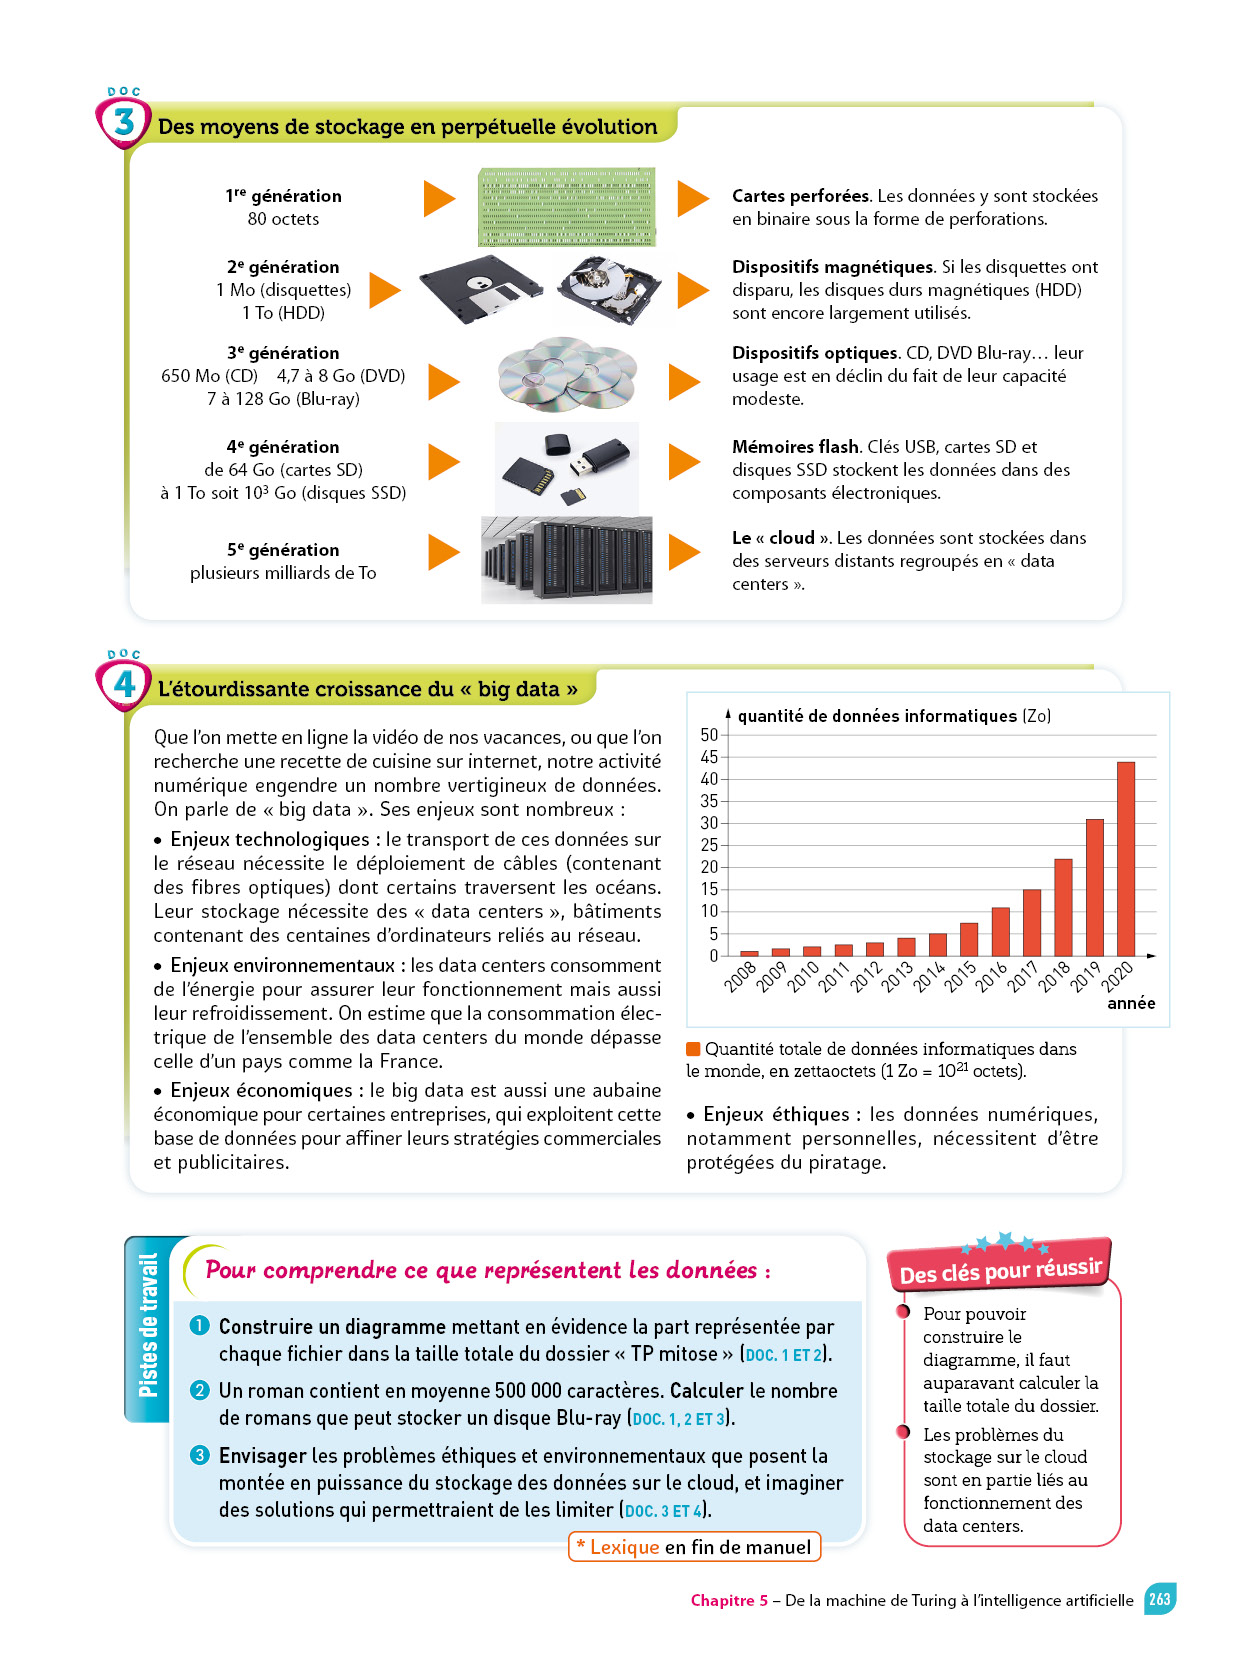 DOC
3
Des moyens de stockage en perpétuelle évolution
1re génération
80 octets
Cartes perforées. Les données y sont stockées
en binaire sous la forme de perforations.
2e génération
1 Mo (disquettes)
1 To (HDD)
Dispositifs magnétiques. Si les disquettes ont
disparu, les disques durs magnétiques (HDD)
sont encore largement utilisés.
3e génération
650 Mo (CD) 4,7 à 8 Go (DVD)
7 à 128 Go (Blu-ray)
Dispositifs optiques. CD, DVD Blu-ray… leur
usage est en déclin du fait de leur capacité
modeste.
4e génération
de 64 Go (cartes SD)
à 1 To soit 10³ Go (disques SSD)
Mémoires flash. Clés USB, cartes SD et
disques SSD stockent les données dans des
composants électroniques.
5e génération
plusieurs milliards de To
Le « cloud ». Les données sont stockées dans
des serveurs distants regroupés en « data
centers ».
DOC
4
L'étourdissante croissance du « big data »
Que l'on mette en ligne la vidéo de nos vacances, ou que l'on
recherche une recette de cuisine sur internet, notre activité
numérique engendre un nombre vertigineux de données.
On parle de « big data ». Ses enjeux sont nombreux :
• Enjeux technologiques : le transport de ces données sur
le réseau nécessite le déploiement de câbles (contenant
des fibres optiques) dont certains traversent les océans.
Leur stockage nécessite des « data centers », bâtiments
contenant des centaines d'ordinateurs reliés au réseau.
• Enjeux environnementaux : les data centers consomment
de l'énergie pour assurer leur fonctionnement mais aussi
leur refroidissement. On estime que la consommation élec-
trique de l'ensemble des data centers du monde dépasse
celle d'un pays comme la France.
• Enjeux économiques : le big data est aussi une aubaine
économique pour certaines entreprises, qui exploitent cette
base de données pour affiner leurs stratégies commerciales
et publicitaires.
quantité de données informatiques (Zo)
50
45
40
35
30
25
20
15
10
5
0
2008 2009 2010 2011 2012 2013 2014 2015 2016 2017 2018 2019 2020
année
Quantité totale de données informatiques dans
le monde, en zettaoctets (1 Zo = 10²¹ octets).
• Enjeux éthiques : les données numériques,
notamment personnelles, nécessitent d'être
protégées du piratage.
Pistes de travail
Pour comprendre ce que représentent les données :
1 Construire un diagramme mettant en évidence la part représentée par
chaque fichier dans la taille totale du dossier « TP mitose » (DOC. 1 ET 2).
2 Un roman contient en moyenne 500 000 caractères. Calculer le nombre
de romans que peut stocker un disque Blu-ray (DOC. 1, 2 ET 3).
3 Envisager les problèmes éthiques et environnementaux que posent la
montée en puissance du stockage des données sur le cloud, et imaginer
des solutions qui permettraient de les limiter (DOC. 3 ET 4).
* Lexique en fin de manuel
Des clés pour réussir
Pour pouvoir
construire le
diagramme, il faut
auparavant calculer la
taille totale du dossier.
Les problèmes du
stockage sur le cloud
sont en partie liés au
fonctionnement des
data centers.
Chapitre 5 – De la machine de Turing à l'intelligence artificielle 263